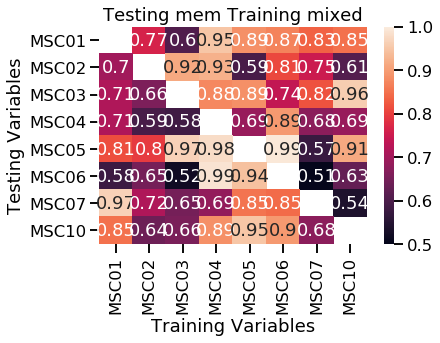 Testing mem Training mixed
Testing Variables
MSC01 0.77 0.6 0.95 0.89 0.87 0.83 0.85
MSC02 0.7 0.92 0.93 0.59 0.81 0.75 0.61
MSC03 0.71 0.66 0.88 0.89 0.74 0.82 0.96
MSC04 0.71 0.59 0.58 0.69 0.89 0.68 0.69
MSC05 0.81 0.8 0.97 0.98 0.99 0.57 0.91
MSC06 0.58 0.65 0.52 0.99 0.94 0.51 0.63
MSC07 0.97 0.72 0.65 0.69 0.85 0.85 0.54
MSC10 0.85 0.64 0.66 0.89 0.95 0.9 0.68
MSC01 MSC02 MSC03 MSC04 MSC05 MSC06 MSC07 MSC10
Training Variables
1.0
0.9
0.8
0.7
0.6
0.5